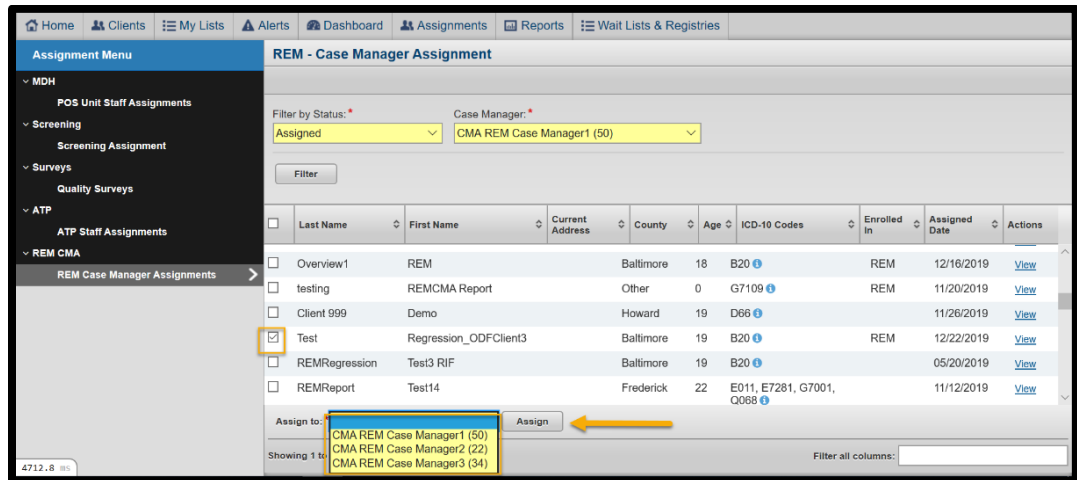 Home Clients My Lists Alerts Dashboard Assignments Reports Wait Lists & Registries
Assignment Menu
REM - Case Manager Assignment
MDH
POS Unit Staff Assignments
Screening
Screening Assignment
Surveys
Quality Surveys
ATP
ATP Staff Assignments
REM CMA
REM Case Manager Assignments
Filter by Status: * Case Manager: *
Assigned CMA REM Case Manager1 (50)
Filter
Last Name First Name Current Address County Age ICD-10 Codes Enrolled In Assigned Date Actions
Overview1 REM Baltimore 18 B20 REM 12/16/2019 View
testing REMCMA Report Other 0 G7109 REM 11/20/2019 View
Client 999 Demo Howard 19 D66 11/26/2019 View
Test Regression_ODFClient3 Baltimore 19 B20 REM 12/22/2019 View
REMRegression Test3 RIF Baltimore 19 B20 05/20/2019 View
REMReport Test14 Frederick 22 E011, E7281, G7001, Q068 11/12/2019 View
Assign to: * Assign
CMA REM Case Manager1 (50)
CMA REM Case Manager2 (22)
CMA REM Case Manager3 (34)
Showing 1 to Filter all columns:
4712.8 ms